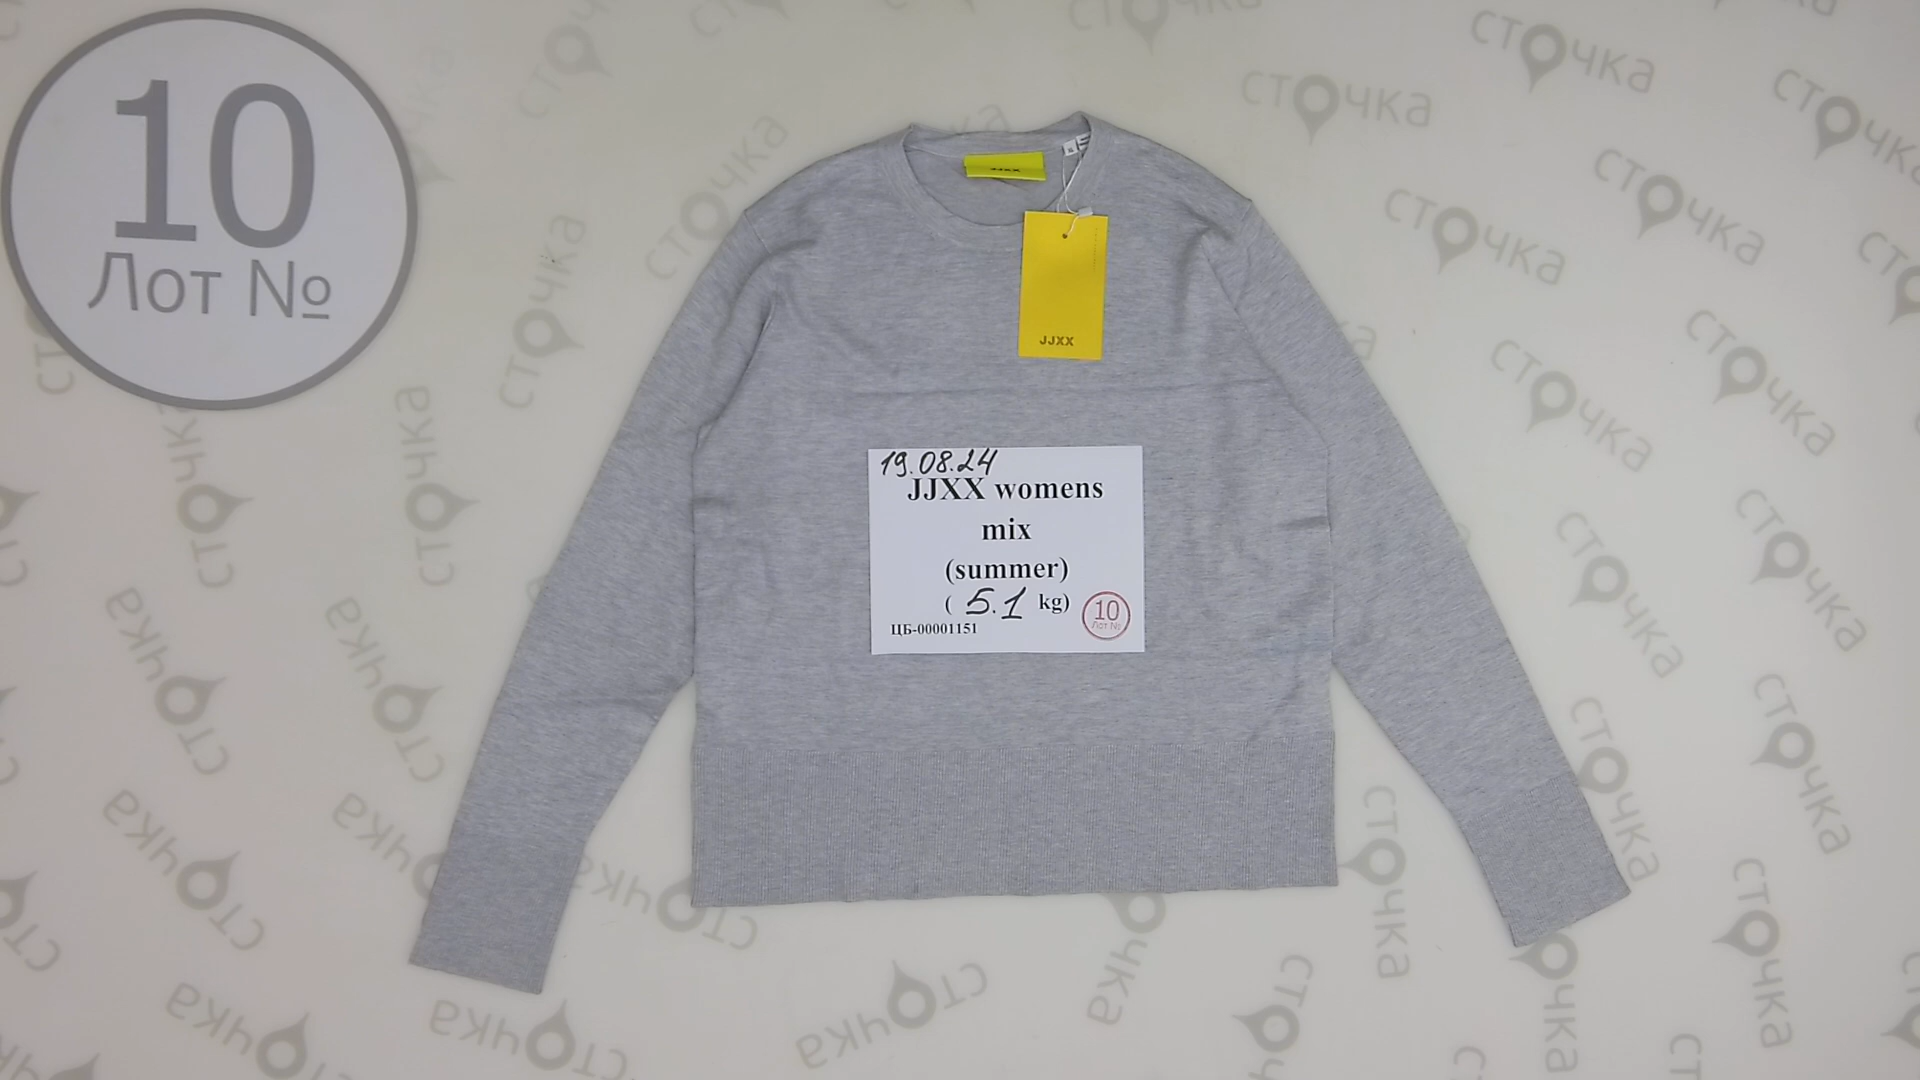 10
Лот №
JJXX
JJXX
19.08.24
JJXX womens
mix
(summer)
( 5.1 kg)
ЦБ-00001151
10
Лот №
сточка